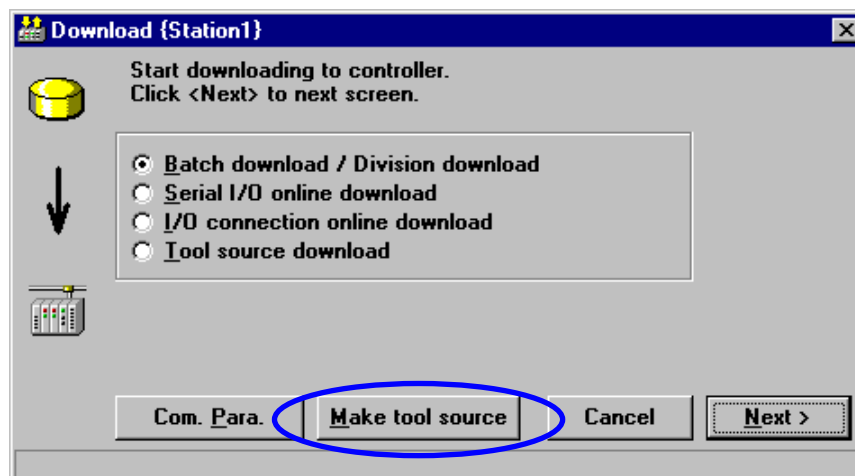 Download {Station1}
Start downloading to controller.
Click <Next> to next screen.
Batch download / Division download
Serial I/O online download
I/O connection online download
Tool source download
Com. Para.
Make tool source
Cancel
Next >